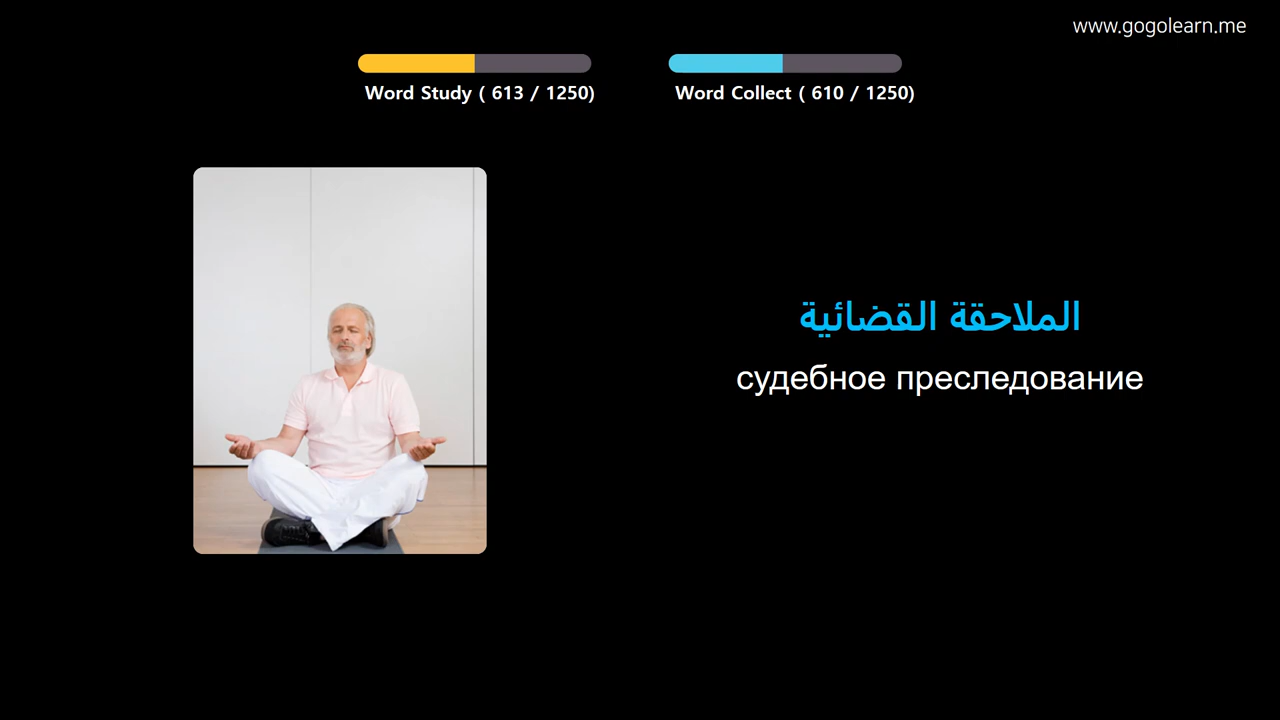 www.gogolearn.me
Word Study ( 613 / 1250)
Word Collect ( 610 / 1250)
الملاحقة القضائية
судебное преследование